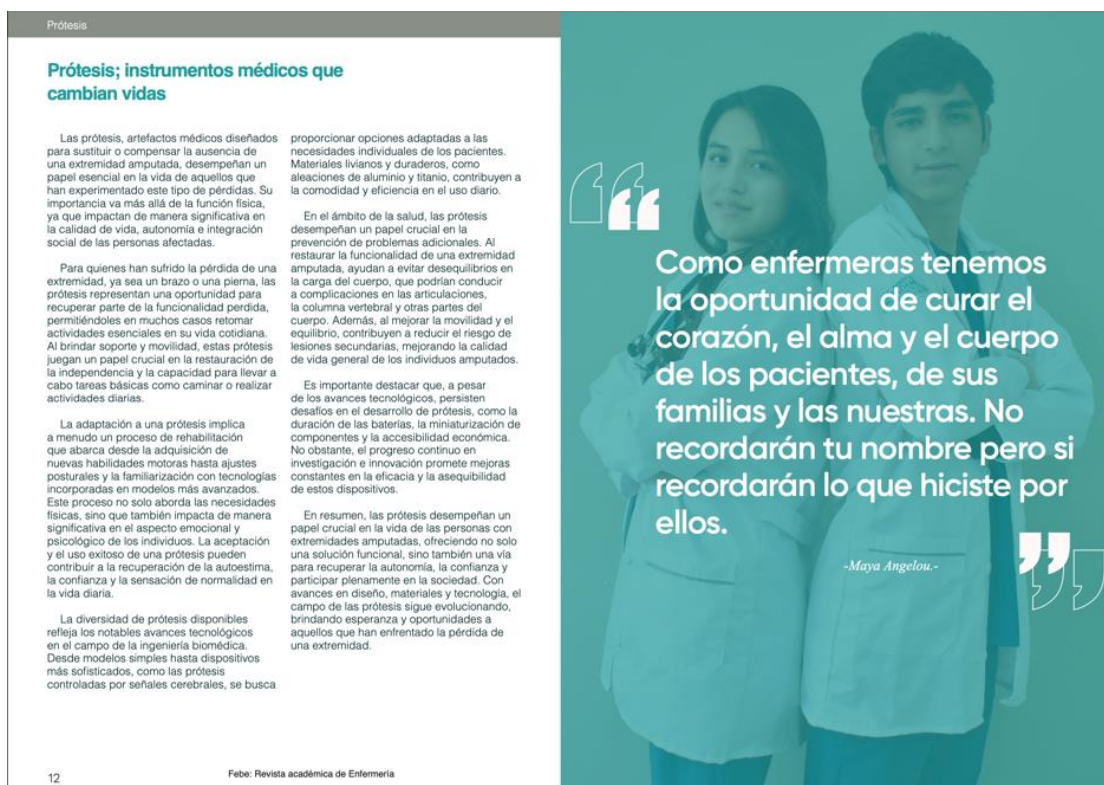 Prótesis
Prótesis; instrumentos médicos que
cambian vidas
Las prótesis, artefactos médicos diseñados
para sustituir o compensar la ausencia de
una extremidad amputada, desempeñan un
papel esencial en la vida de aquellos que
han experimentado este tipo de pérdidas. Su
importancia va más allá de la función física,
ya que impactan de manera significativa en
la calidad de vida, autonomía e integración
social de las personas afectadas.
Para quienes han sufrido la pérdida de una
extremidad, ya sea un brazo o una pierna, las
prótesis representan una oportunidad para
recuperar parte de la funcionalidad perdida,
permitiéndoles en muchos casos retomar
actividades esenciales en su vida cotidiana.
Al brindar soporte y movilidad, estas prótesis
juegan un papel crucial en la restauración de
la independencia y la capacidad para llevar a
cabo tareas básicas como caminar o realizar
actividades diarias.
La adaptación a una prótesis implica
a menudo un proceso de rehabilitación
que abarca desde la adquisición de
nuevas habilidades motoras hasta ajustes
posturales y la familiarización con tecnologías
incorporadas en modelos más avanzados.
Este proceso no solo aborda las necesidades
físicas, sino que también impacta de manera
significativa en el aspecto emocional y
psicológico de los individuos. La aceptación
y el uso exitoso de una prótesis pueden
contribuir a la recuperación de la autoestima,
la confianza y la sensación de normalidad en
la vida diaria.
La diversidad de prótesis disponibles
refleja los notables avances tecnológicos
en el campo de la ingeniería biomédica.
Desde modelos simples hasta dispositivos
más sofisticados, como las prótesis
controladas por señales cerebrales, se busca
proporcionar opciones adaptadas a las
necesidades individuales de los pacientes.
Materiales livianos y duraderos, como
aleaciones de aluminio y titanio, contribuyen a
la comodidad y eficiencia en el uso diario.
En el ámbito de la salud, las prótesis
desempeñan un papel crucial en la
prevención de problemas adicionales. Al
restaurar la funcionalidad de una extremidad
amputada, ayudan a evitar desequilibrios en
la carga del cuerpo, que podrían conducir
a complicaciones en las articulaciones,
la columna vertebral y otras partes del
cuerpo. Además, al mejorar la movilidad y el
equilibrio, contribuyen a reducir el riesgo de
lesiones secundarias, mejorando la calidad
de vida general de los individuos amputados.
Es importante destacar que, a pesar
de los avances tecnológicos, persisten
desafíos en el desarrollo de prótesis, como la
duración de las baterías, la miniaturización de
componentes y la accesibilidad económica.
No obstante, el progreso continuo en
investigación e innovación promete mejoras
constantes en la eficacia y la asequibilidad
de estos dispositivos.
En resumen, las prótesis desempeñan un
papel crucial en la vida de las personas con
extremidades amputadas, ofreciendo no solo
una solución funcional, sino también una vía
para recuperar la autonomía, la confianza y
participar plenamente en la sociedad. Con
avances en diseño, materiales y tecnología, el
campo de las prótesis sigue evolucionando,
brindando esperanza y oportunidades a
aquellos que han enfrentado la pérdida de
una extremidad.
12
Febe: Revista académica de Enfermería
“
Como enfermeras tenemos
la oportunidad de curar el
corazón, el alma y el cuerpo
de los pacientes, de sus
familias y las nuestras. No
recordarán tu nombre pero si
recordarán lo que hiciste por
ellos.
”
-Maya Angelou.-